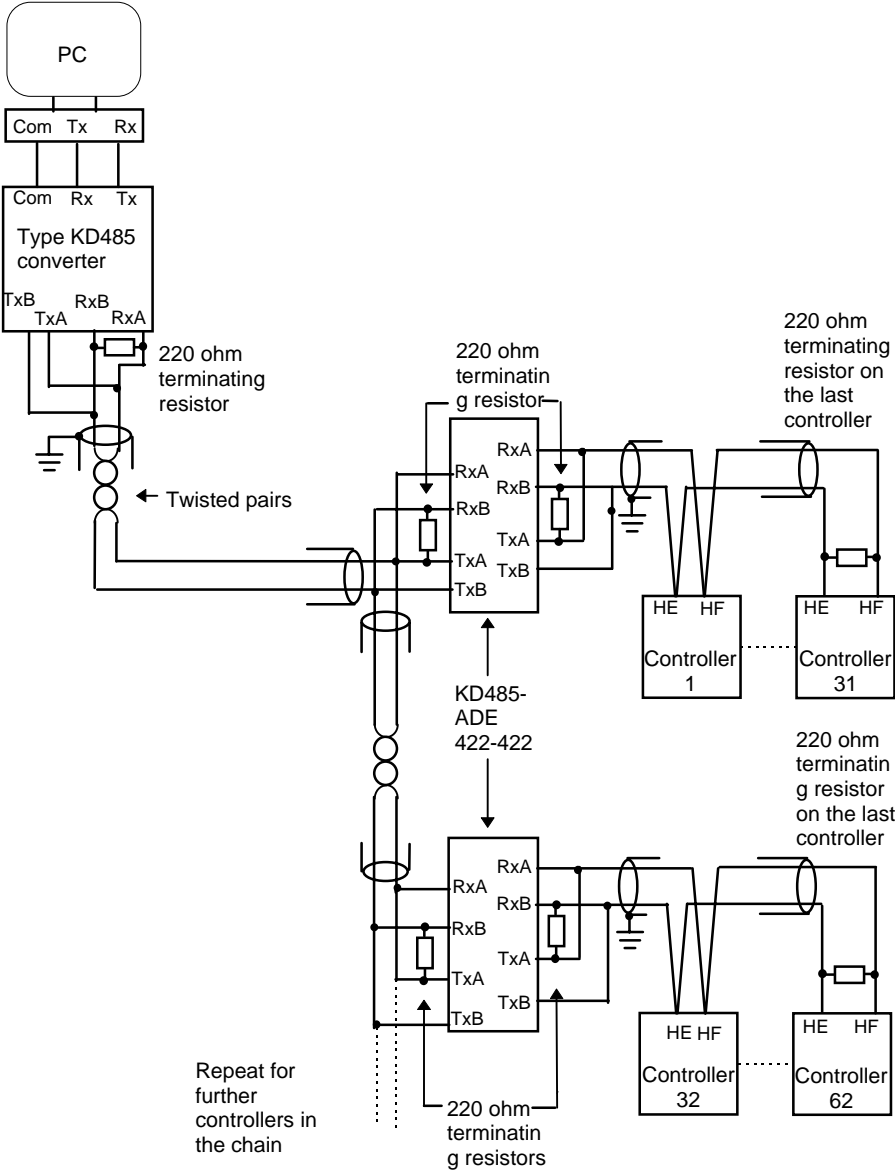 PC
Com Tx Rx
Com Rx Tx
Type KD485
converter
TxB
TxA
RxB
RxA
220 ohm
terminating
resistor
Twisted pairs
220 ohm
terminatin
g resistor
RxA
RxB
TxA
TxB
RxA
RxB
TxA
TxB
220 ohm
terminating
resistor on
the last
controller
HE HF
Controller
1
HE HF
Controller
31
KD485-
ADE
422-422
220 ohm
terminatin
g resistor
on the last
controller
RxA
RxB
TxA
TxB
RxA
RxB
TxA
TxB
HE HF
Controller
32
HE HF
Controller
62
Repeat for
further
controllers in
the chain
220 ohm
terminatin
g resistors